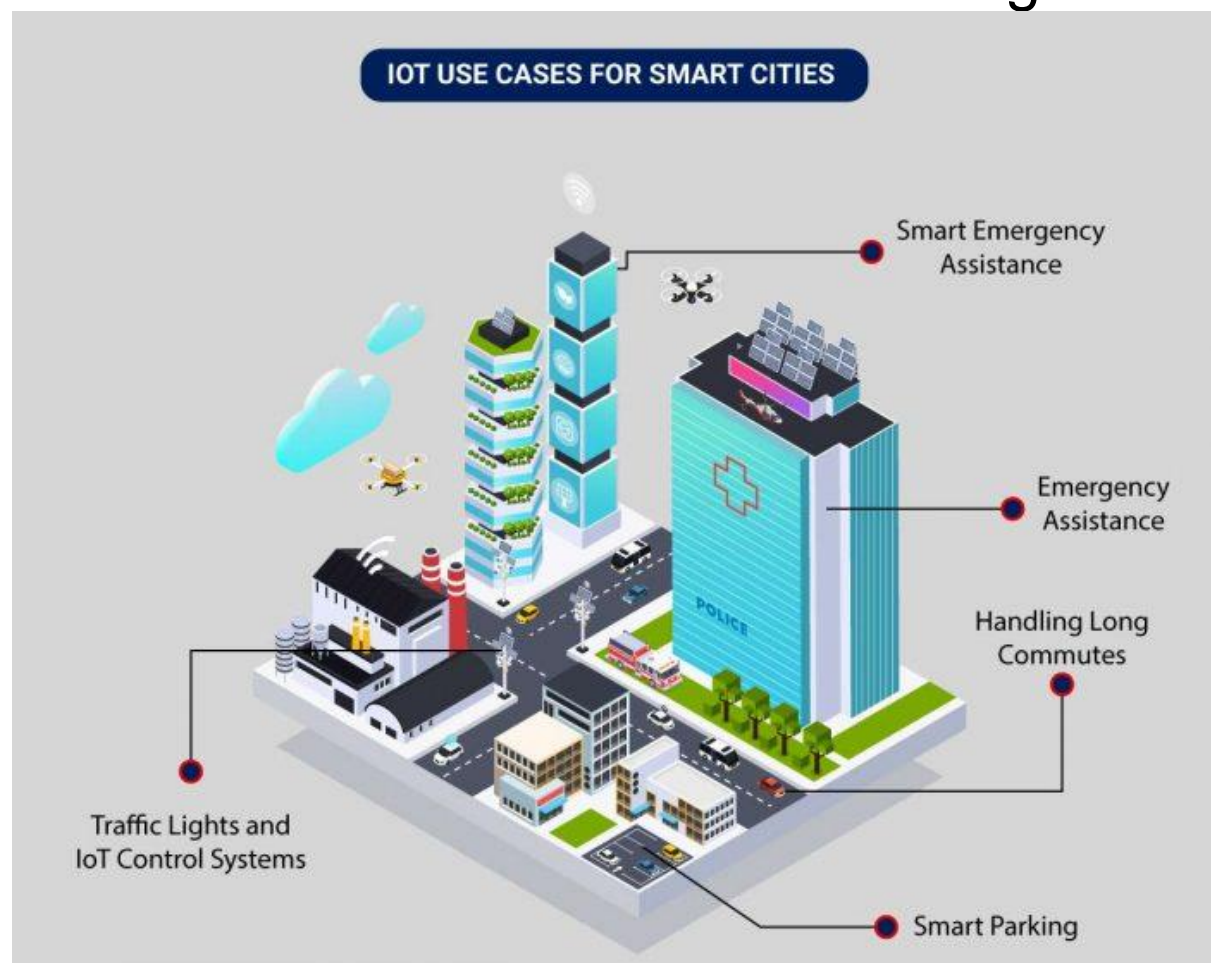 IOT USE CASES FOR SMART CITIES
Smart Emergency
Assistance
Emergency
Assistance
POLICE
Handling Long
Commutes
Traffic Lights and
IoT Control Systems
Smart Parking